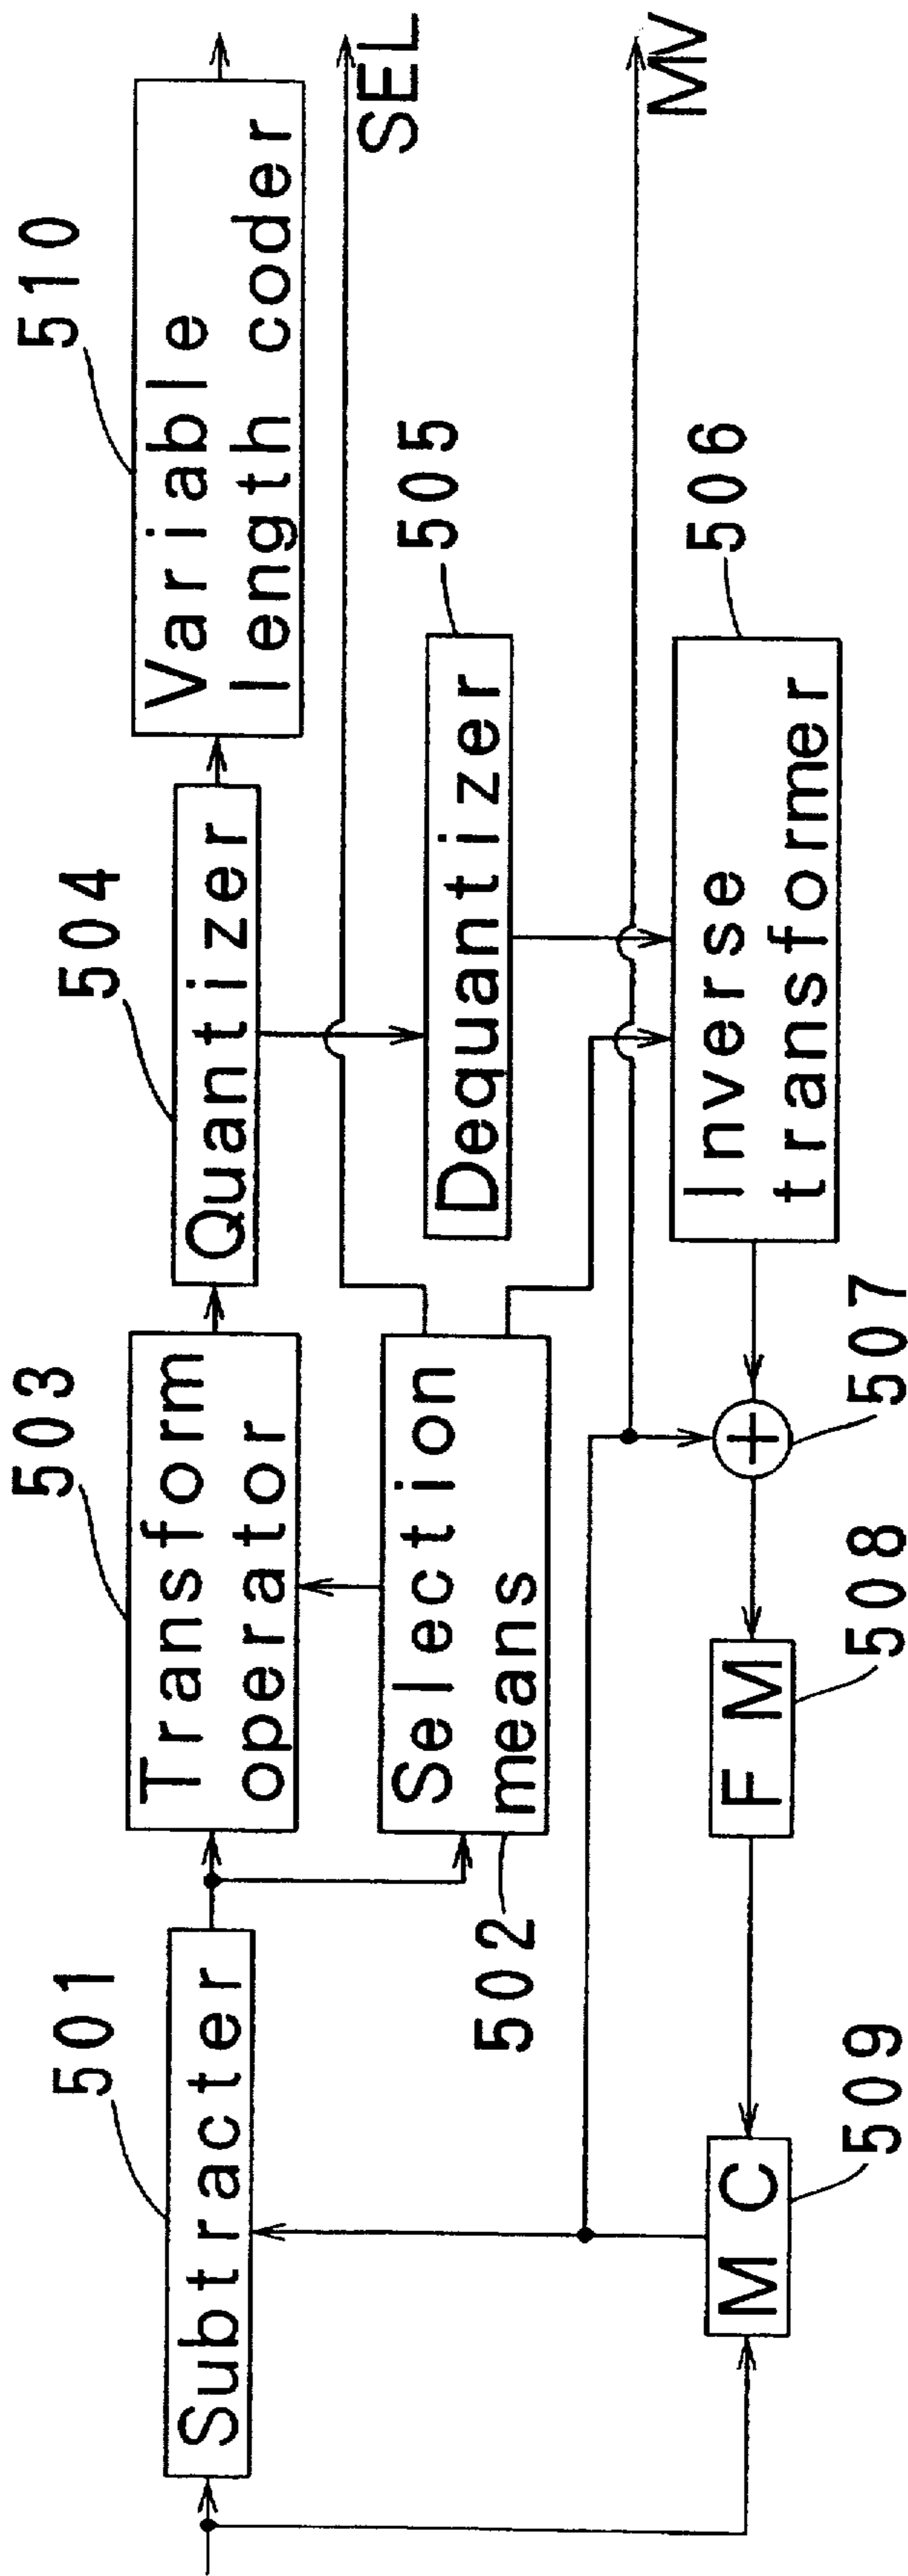 501
Subtracter
503
Transform
operator
504
Quantizer
510
Variable
length coder
Selection
means
502
SEL
505
Dequantizer
MV
506
Inverse
transformer
507
+
508
FM
509
MC